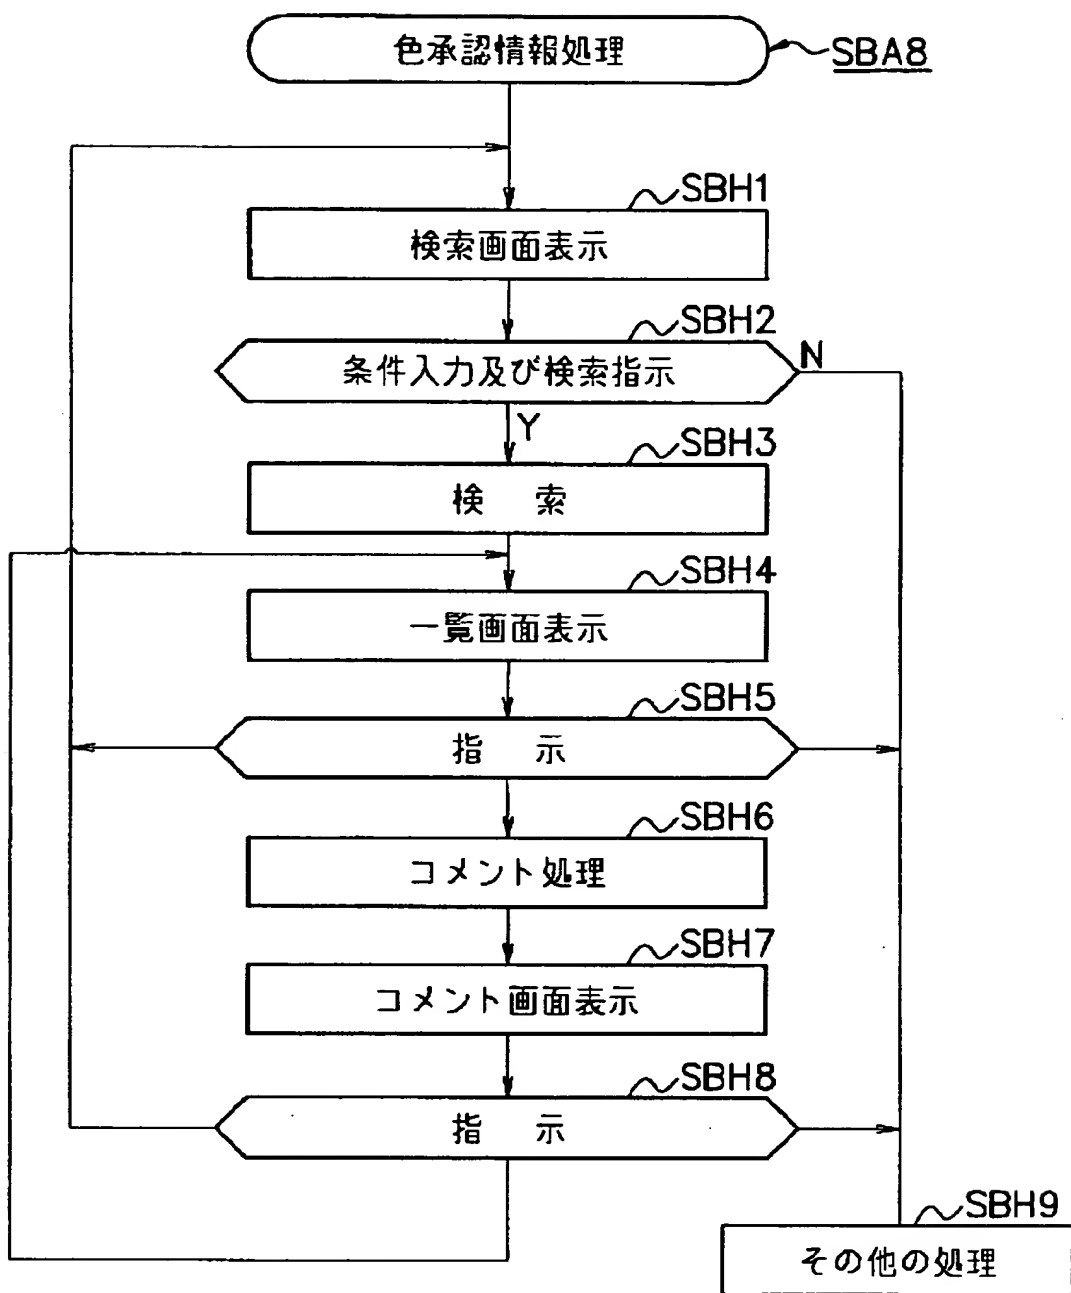 色承認情報処理
SBA8
SBH1
検索画面表示
SBH2
条件入力及び検索指示
N
Y
SBH3
検 索
SBH4
一覧画面表示
SBH5
指 示
SBH6
コメント処理
SBH7
コメント画面表示
SBH8
指 示
SBH9
その他の処理